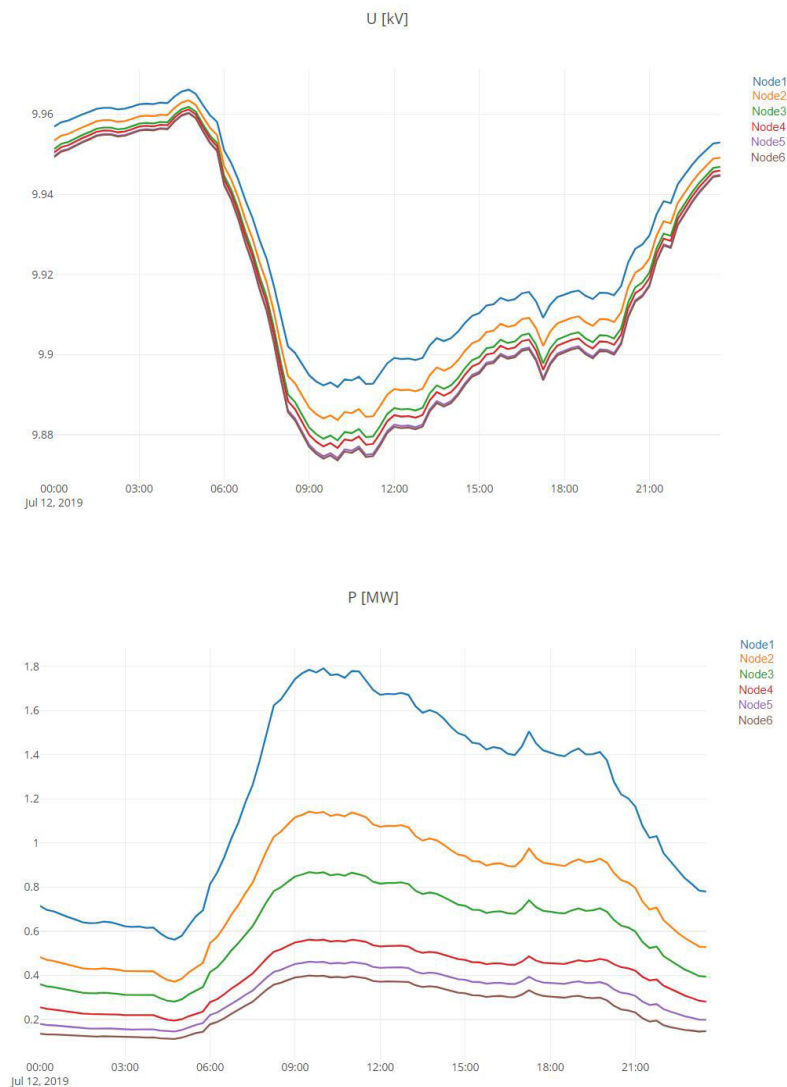 U [kV]
Node1
Node2
Node3
Node4
Node5
Node6
9.96
9.94
9.92
9.9
9.88
00:00 03:00 06:00 09:00 12:00 15:00 18:00 21:00
Jul 12, 2019
P [MW]
Node1
Node2
Node3
Node4
Node5
Node6
1.8
1.6
1.4
1.2
1
0.8
0.6
0.4
0.2
00:00 03:00 06:00 09:00 12:00 15:00 18:00 21:00
Jul 12, 2019